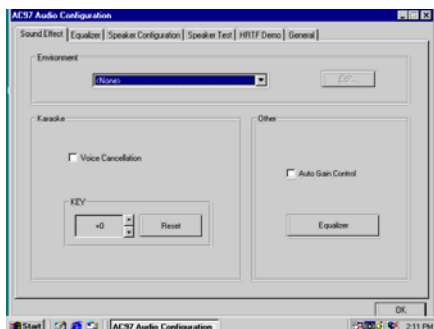 AC97 Audio Configuration
Sound Effect Equalizer Speaker Configuration Speaker Test HRTF Demo General
Environment
<None>
Edit...
Karaoke
Other
Voice Cancellation
Auto Gain Control
KEY
+0
Reset
Equalizer
OK
Start AC97 Audio Configuration 2:11 PM